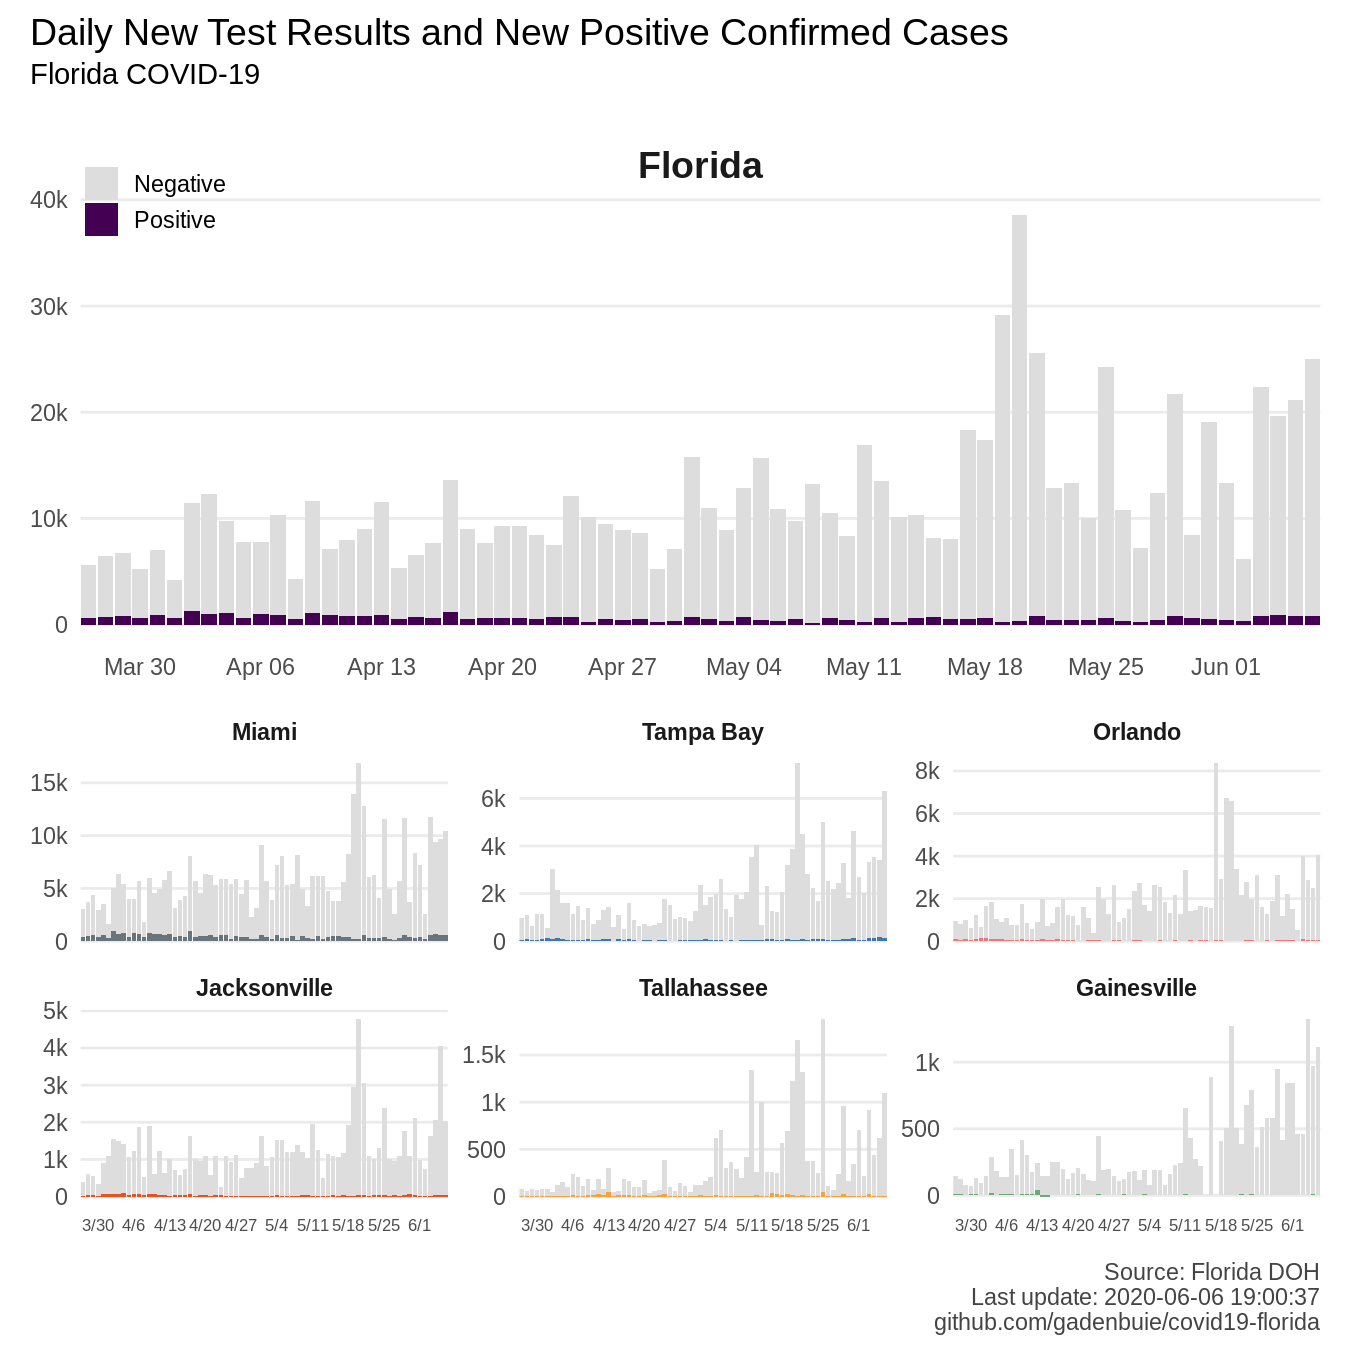 Daily New Test Results and New Positive Confirmed Cases
Florida COVID-19
Florida
Negative
Positive
40k
30k
20k
10k
0
Mar 30 Apr 06 Apr 13 Apr 20 Apr 27 May 04 May 11 May 18 May 25 Jun 01
Miami
15k
10k
5k
0
Tampa Bay
6k
4k
2k
0
Orlando
8k
6k
4k
2k
0
Jacksonville
5k
4k
3k
2k
1k
0
3/30 4/6 4/13 4/20 4/27 5/4 5/11 5/18 5/25 6/1
Tallahassee
1.5k
1k
500
0
3/30 4/6 4/13 4/20 4/27 5/4 5/11 5/18 5/25 6/1
Gainesville
1k
500
0
3/30 4/6 4/13 4/20 4/27 5/4 5/11 5/18 5/25 6/1
Source: Florida DOH
Last update: 2020-06-06 19:00:37
github.com/gadenbuie/covid19-florida